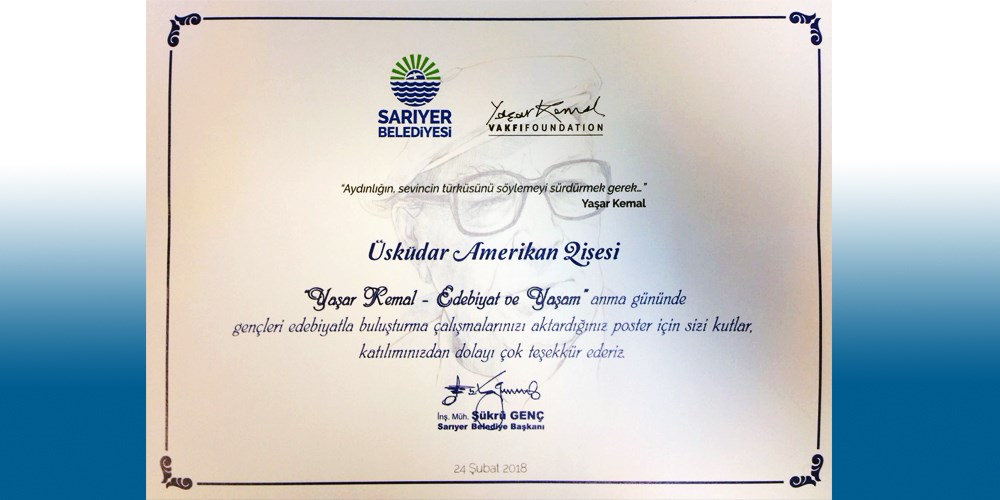 SARIYER
BELEDİYESİ
Yaşar Kemal
VAKFI FOUNDATION
"Aydınlığın, sevincin türküsünü söylemeyi sürdürmek gerek..."
Yaşar Kemal
Üsküdar Amerikan Lisesi
"Yaşar Kemal - Edebiyat ve Yaşam" anma gününde
gençleri edebiyatla buluşturma çalışmalarınızı aktardığınız poster için sizi kutlar,
katılımınızdan dolayı çok teşekkür ederiz.
İnş. Müh. Şükrü GENÇ
Sarıyer Belediye Başkanı
24 Şubat 2018